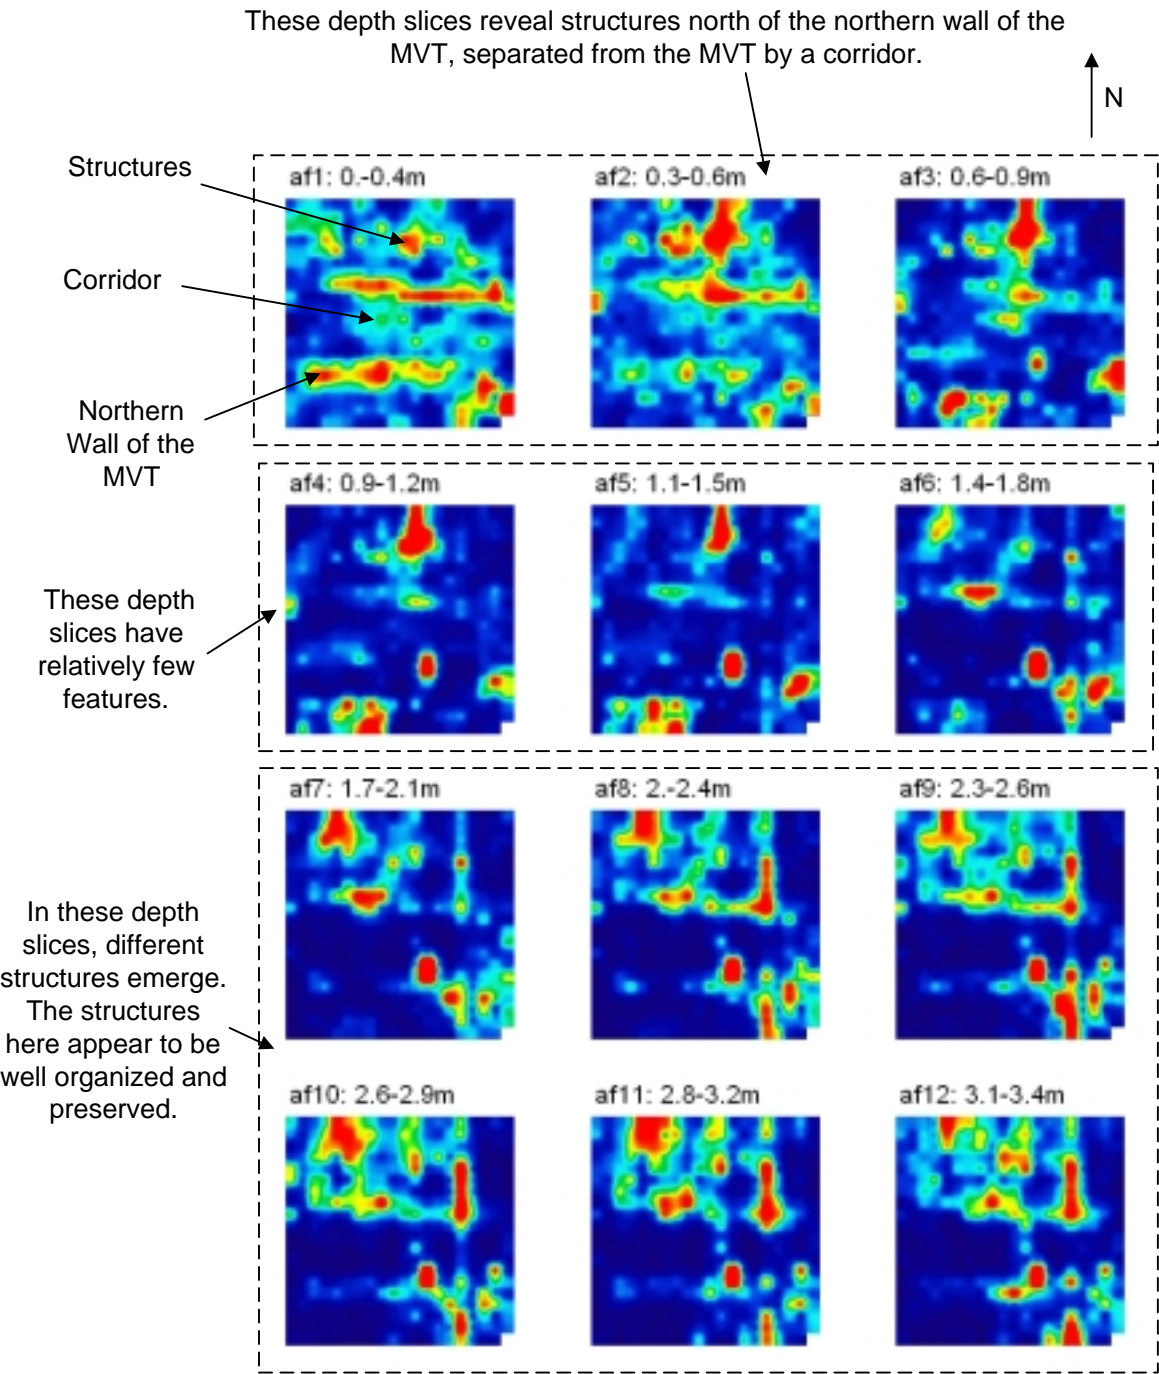 These depth slices reveal structures north of the northern wall of the
MVT, separated from the MVT by a corridor.
N
Structures
Corridor
Northern
Wall of the
MVT
af1: 0.-0.4m
af2: 0.3-0.6m
af3: 0.6-0.9m
These depth
slices have
relatively few
features.
af4: 0.9-1.2m
af5: 1.1-1.5m
af6: 1.4-1.8m
In these depth
slices, different
structures emerge.
The structures
here appear to be
well organized and
preserved.
af7: 1.7-2.1m
af8: 2.-2.4m
af9: 2.3-2.6m
af10: 2.6-2.9m
af11: 2.8-3.2m
af12: 3.1-3.4m